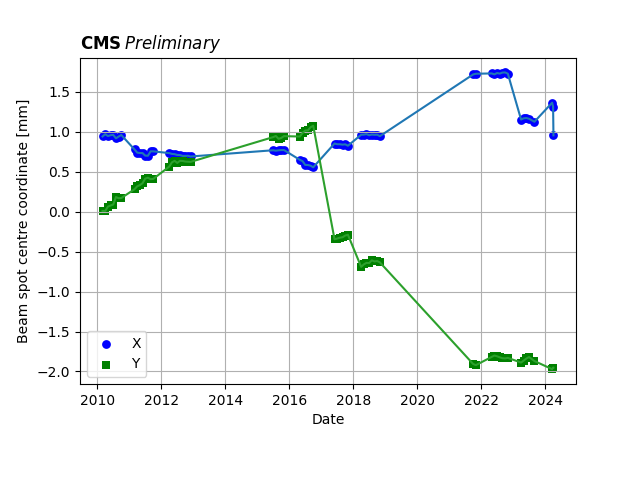 CMS Preliminary
Beam spot centre coordinate [mm]
1.5
1.0
0.5
0.0
−0.5
−1.0
−1.5
−2.0
X
Y
2010 2012 2014 2016 2018 2020 2022 2024
Date